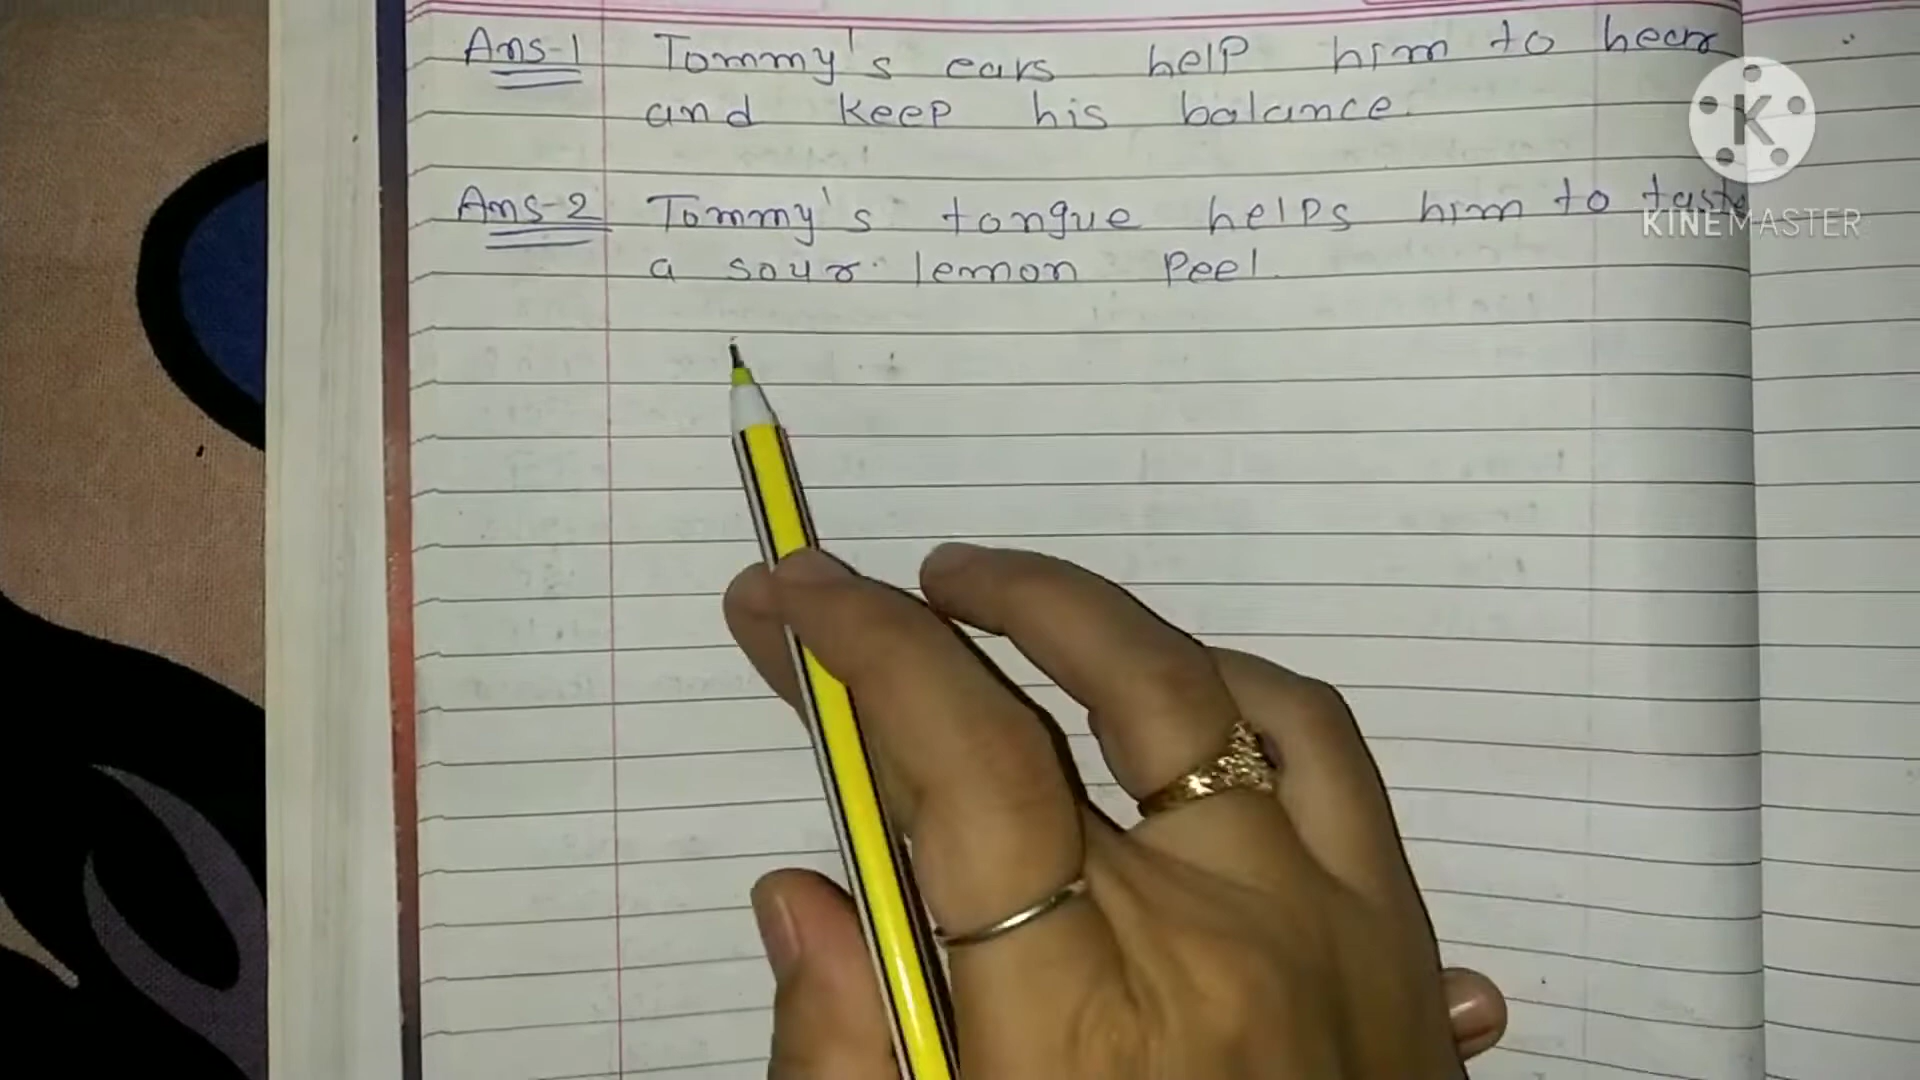 Ans-1 Tommy's ears help him to hear
and keep his balance.
Ans-2 Tommy's tongue helps him to taste
a sour lemon peel.
K
KINEMASTER